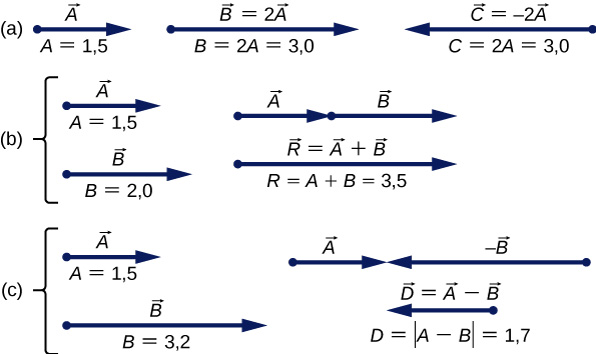 (a)
A⃗
A = 1,5
B⃗ = 2A⃗
B = 2A = 3,0
C⃗ = –2A⃗
C = 2A = 3,0
(b)
A⃗
A = 1,5
B⃗
B = 2,0
A⃗ B⃗
R⃗ = A⃗ + B⃗
R = A + B = 3,5
(c)
A⃗
A = 1,5
B⃗
B = 3,2
A⃗ –B⃗
D⃗ = A⃗ − B⃗
D = |A − B| = 1,7